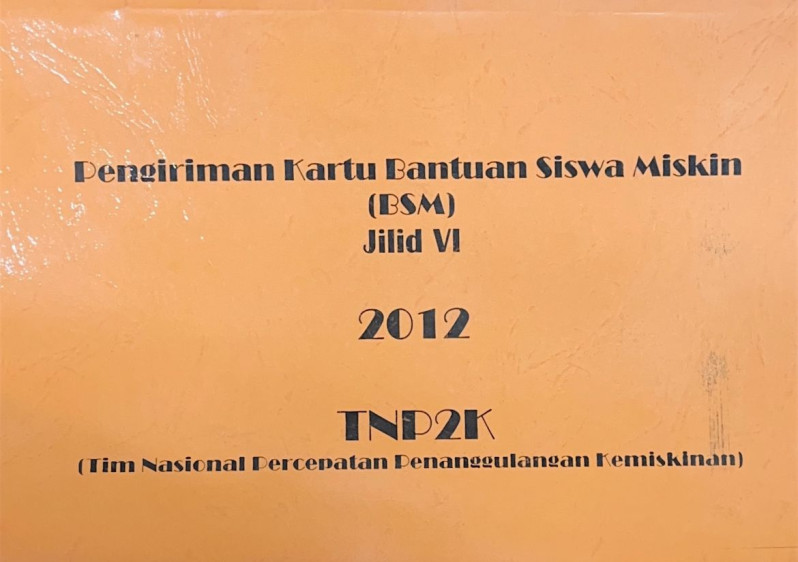 Pengiriman Kartu Bantuan Siswa Miskin
(BSM)
Jilid VI
2012
TNP2K
(Tim Nasional Percepatan Penanggulangan Kemiskinan)